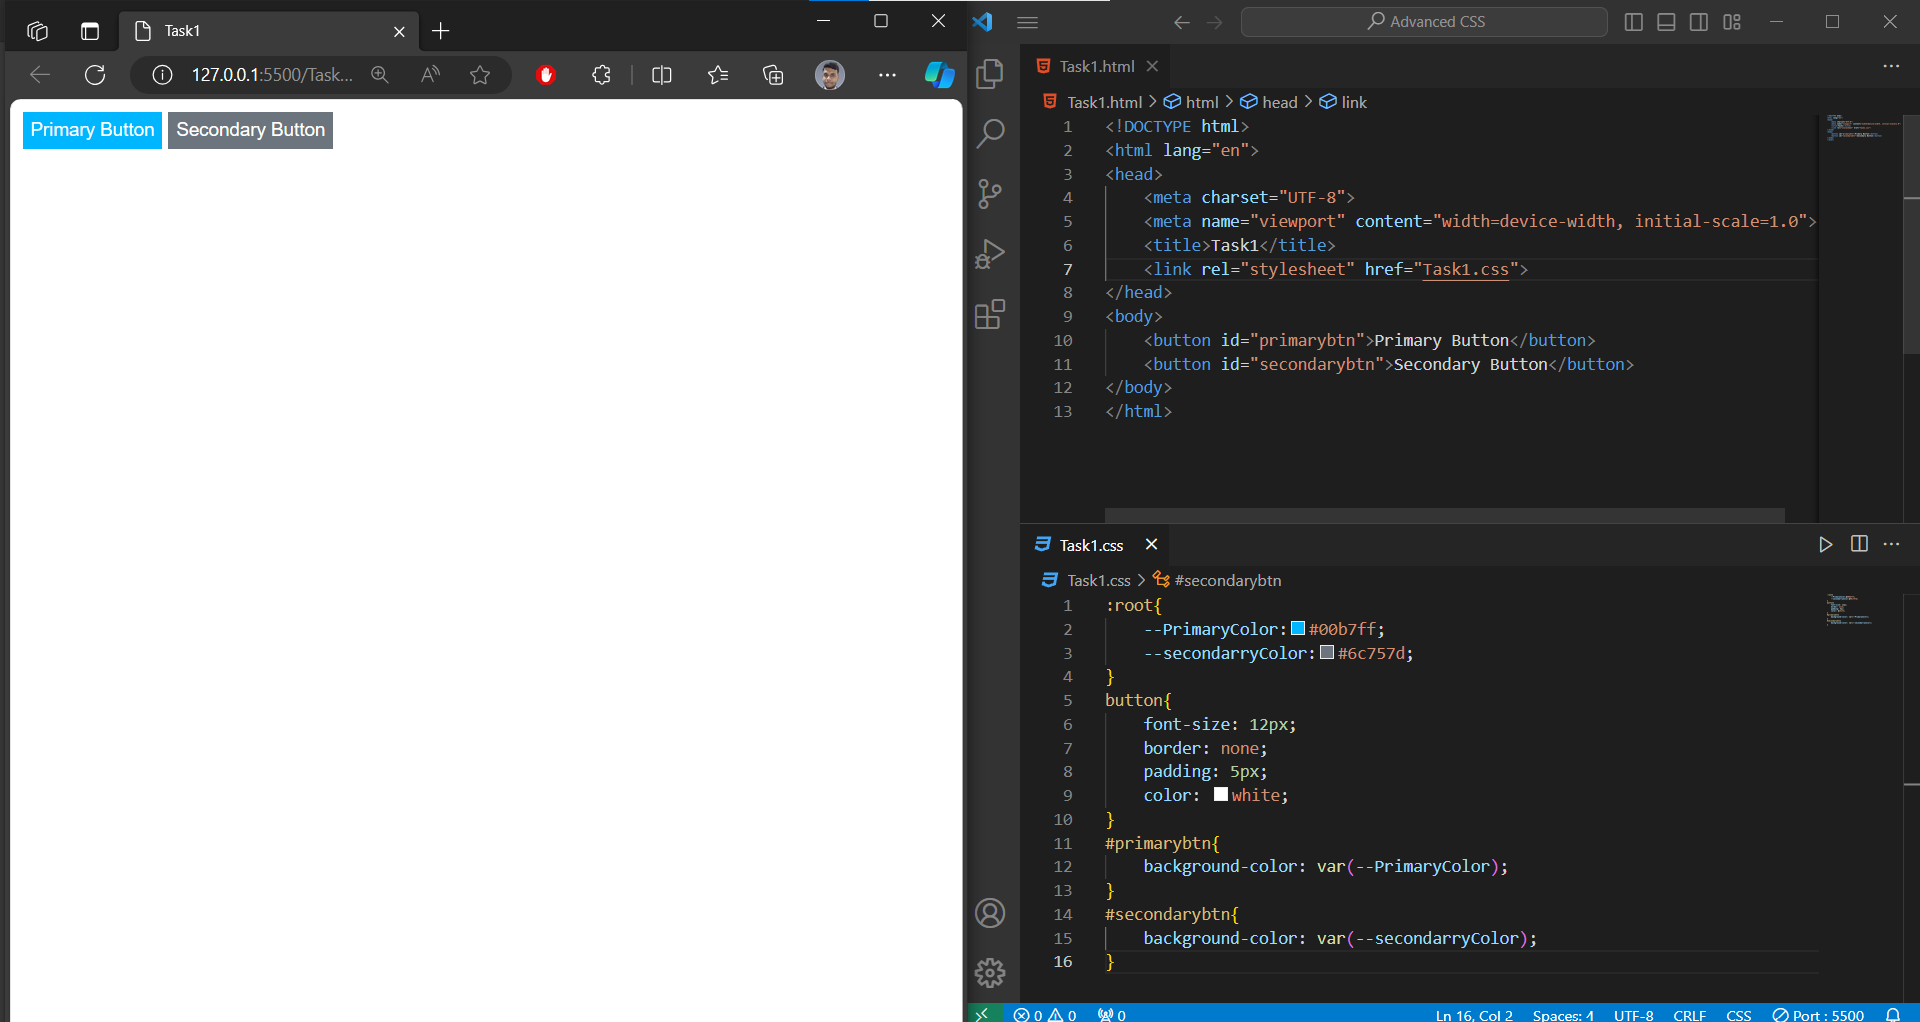 Task1
127.0.0.1:5500/Task...
Primary Button Secondary Button
Advanced CSS
Task1.html
Task1.html > html > head > link
1 <!DOCTYPE html>
2 <html lang="en">
3 <head>
4     <meta charset="UTF-8">
5     <meta name="viewport" content="width=device-width, initial-scale=1.0">
6     <title>Task1</title>
7     <link rel="stylesheet" href="Task1.css">
8 </head>
9 <body>
10     <button id="primarybtn">Primary Button</button>
11     <button id="secondarybtn">Secondary Button</button>
12 </body>
13 </html>
Task1.css
Task1.css > #secondarybtn
1 :root{
2     --PrimaryColor:#00b7ff;
3     --secondarryColor:#6c757d;
4 }
5 button{
6     font-size: 12px;
7     border: none;
8     padding: 5px;
9     color: white;
10 }
11 #primarybtn{
12     background-color: var(--PrimaryColor);
13 }
14 #secondarybtn{
15     background-color: var(--secondarryColor);
16 }
0 0 0 Ln 16, Col 2 Spaces: 4 UTF-8 CRLF CSS Port : 5500